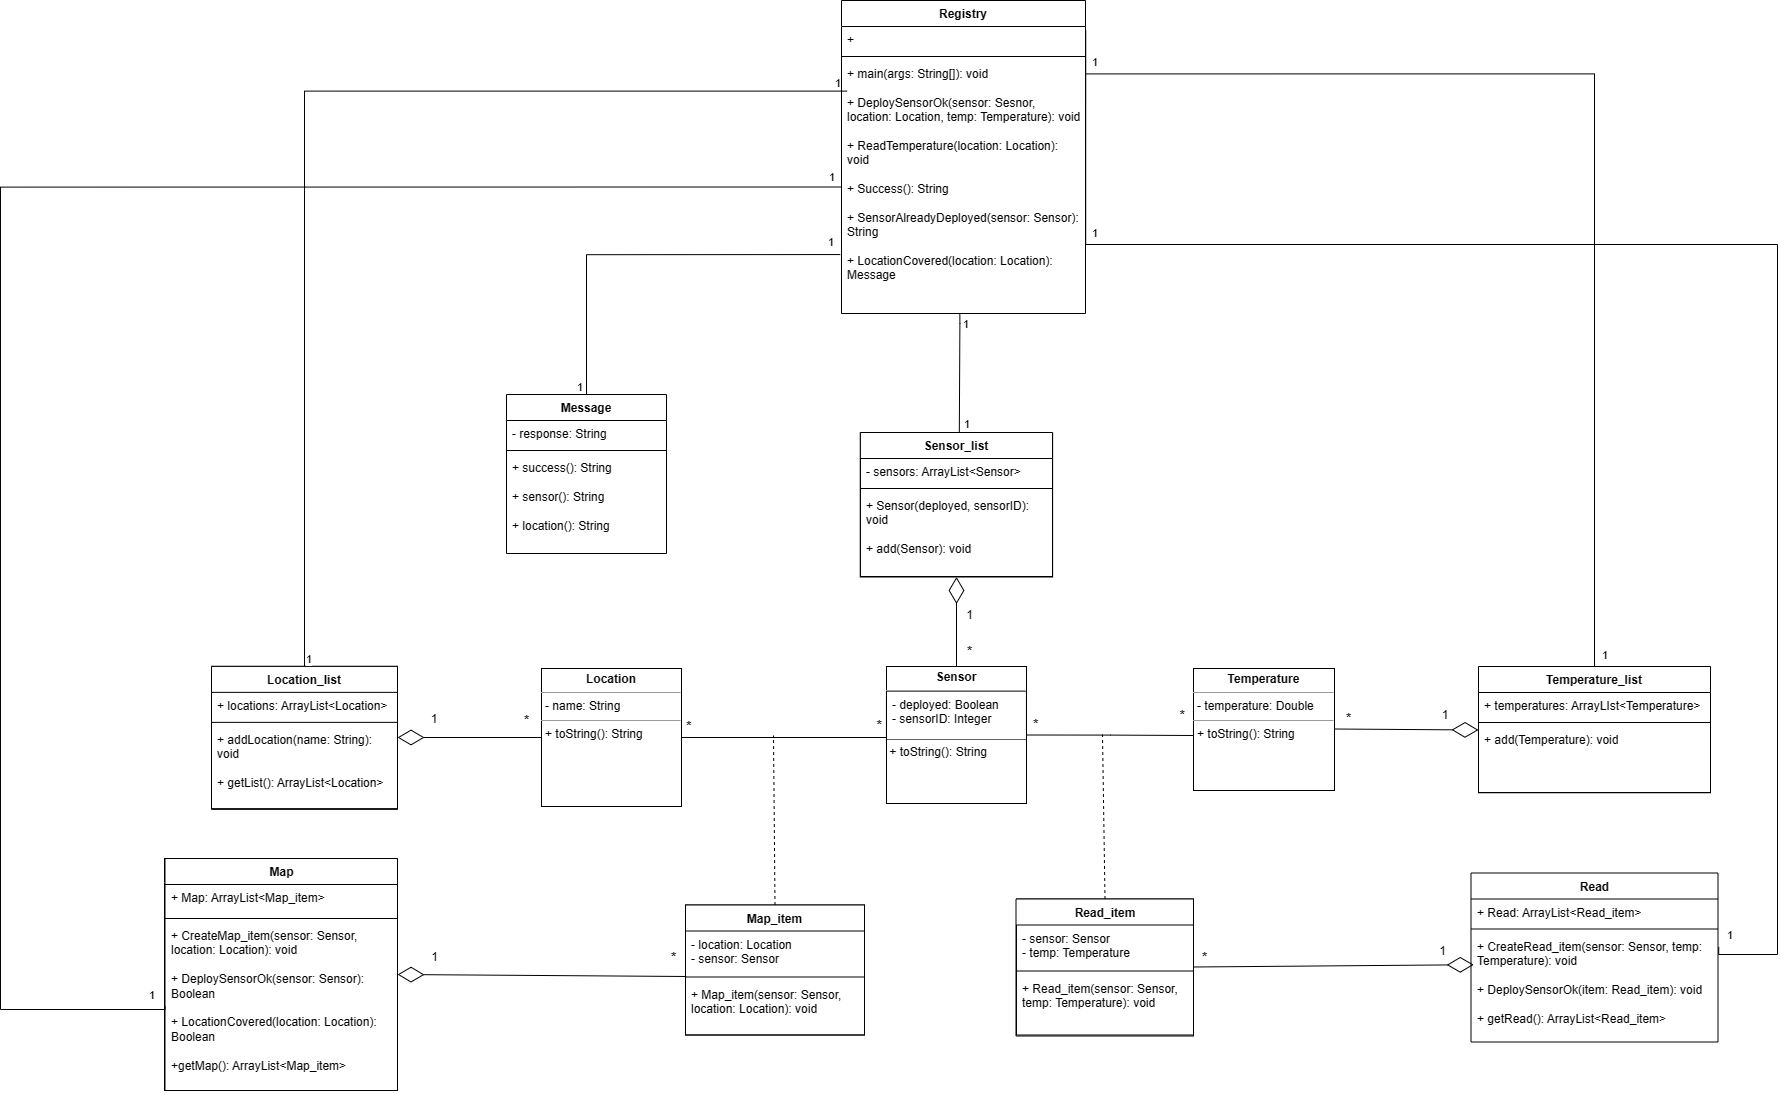 Registry
+
+ main(args: String[]): void
+ DeploySensorOk(sensor: Sesnor,
location: Location, temp: Temperature): void
+ ReadTemperature(location: Location):
void
+ Success(): String
+ SensorAlreadyDeployed(sensor: Sensor):
String
+ LocationCovered(location: Location):
Message
1
1
1
1
1
1
1
1
Message
- response: String
+ success(): String
+ sensor(): String
+ location(): String
1
Sensor_list
- sensors: ArrayList<Sensor>
+ Sensor(deployed, sensorID):
void
+ add(Sensor): void
1
*
1
Location_list
+ locations: ArrayList<Location>
+ addLocation(name: String):
void
+ getList(): ArrayList<Location>
1
*
Location
- name: String
+ toString(): String
*
*
Sensor
- deployed: Boolean
- sensorID: Integer
+ toString(): String
*
*
Temperature
- temperature: Double
+ toString(): String
*
1
1
Temperature_list
+ temperatures: ArrayLIst<Temperature>
+ add(Temperature): void
Map
+ Map: ArrayList<Map_item>
+ CreateMap_item(sensor: Sensor,
location: Location): void
+ DeploySensorOk(sensor: Sensor):
Boolean
+ LocationCovered(location: Location):
Boolean
+getMap(): ArrayList<Map_item>
1
1
*
Map_item
- location: Location
- sensor: Sensor
+ Map_item(sensor: Sensor,
location: Location): void
Read_item
- sensor: Sensor
- temp: Temperature
+ Read_item(sensor: Sensor,
temp: Temperature): void
*
1
Read
+ Read: ArrayList<Read_item>
+ CreateRead_item(sensor: Sensor, temp:
Temperature): void
+ DeploySensorOk(item: Read_item): void
+ getRead(): ArrayList<Read_item>
1